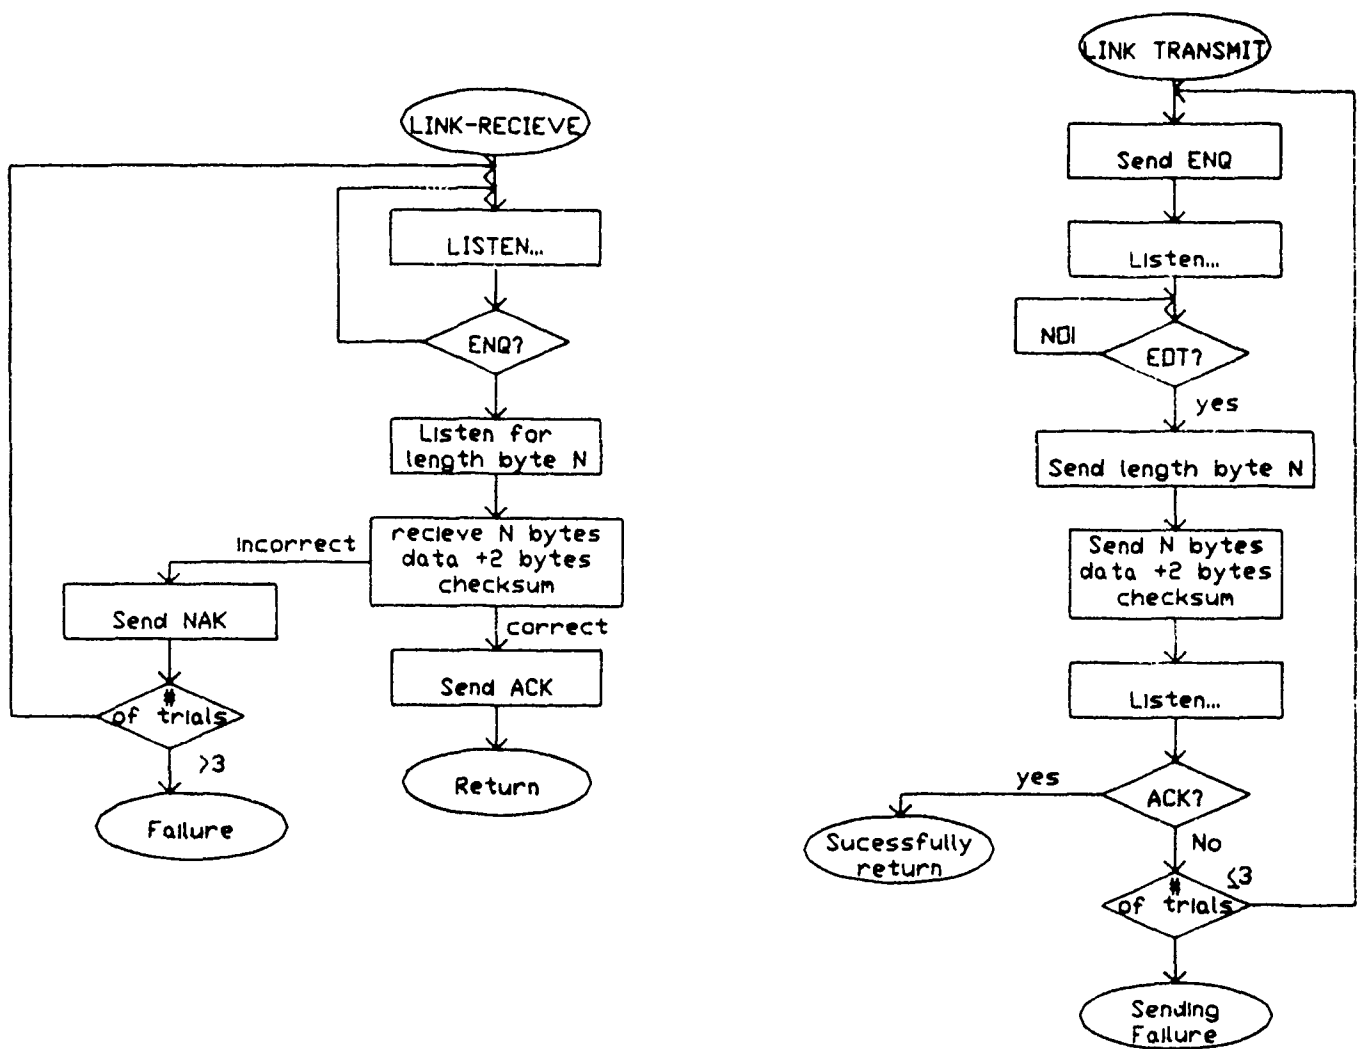 LINK-RECIEVE
LISTEN...
ENQ?
Listen for
length byte N
recieve N bytes
data +2 bytes
checksum
Incorrect
correct
Send NAK
Send ACK
#
of trials
>3
Failure
Return
LINK TRANSMIT
Send ENQ
Listen...
EOT?
NO!
yes
Send length byte N
Send N bytes
data +2 bytes
checksum
Listen...
ACK?
yes
No
Sucessfully
return
#
of trials
≤3
Sending
Failure